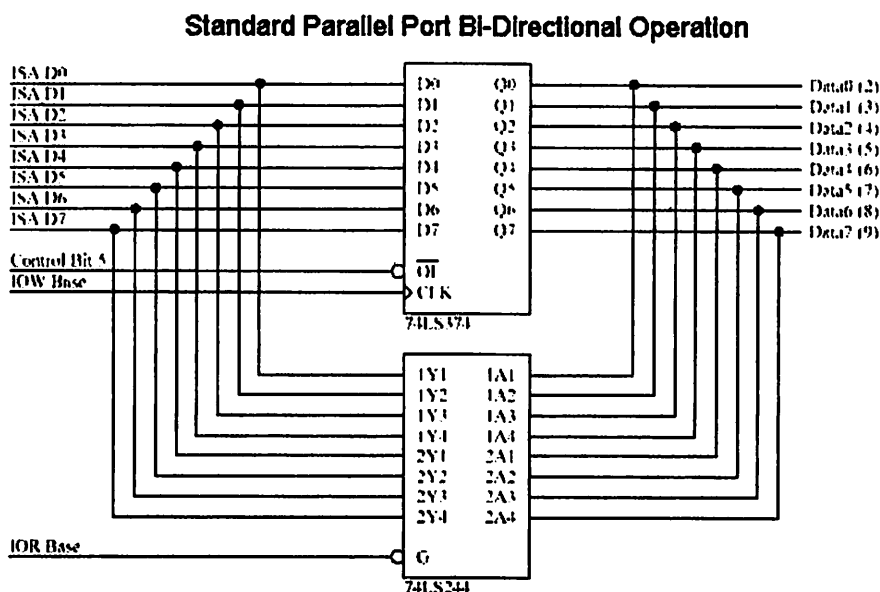 Standard Parallel Port Bi-Directional Operation
ISA D0
ISA D1
ISA D2
ISA D3
ISA D4
ISA D5
ISA D6
ISA D7
Control Bit 5
IOW Base
D0 Q0
D1 Q1
D2 Q2
D3 Q3
D4 Q4
D5 Q5
D6 Q6
D7 Q7
OE
CLK
74LS374
Data0 (2)
Data1 (3)
Data2 (4)
Data3 (5)
Data4 (6)
Data5 (7)
Data6 (8)
Data7 (9)
1Y1 1A1
1Y2 1A2
1Y3 1A3
1Y4 1A4
2Y1 2A1
2Y2 2A2
2Y3 2A3
2Y4 2A4
IOR Base
G
74LS244